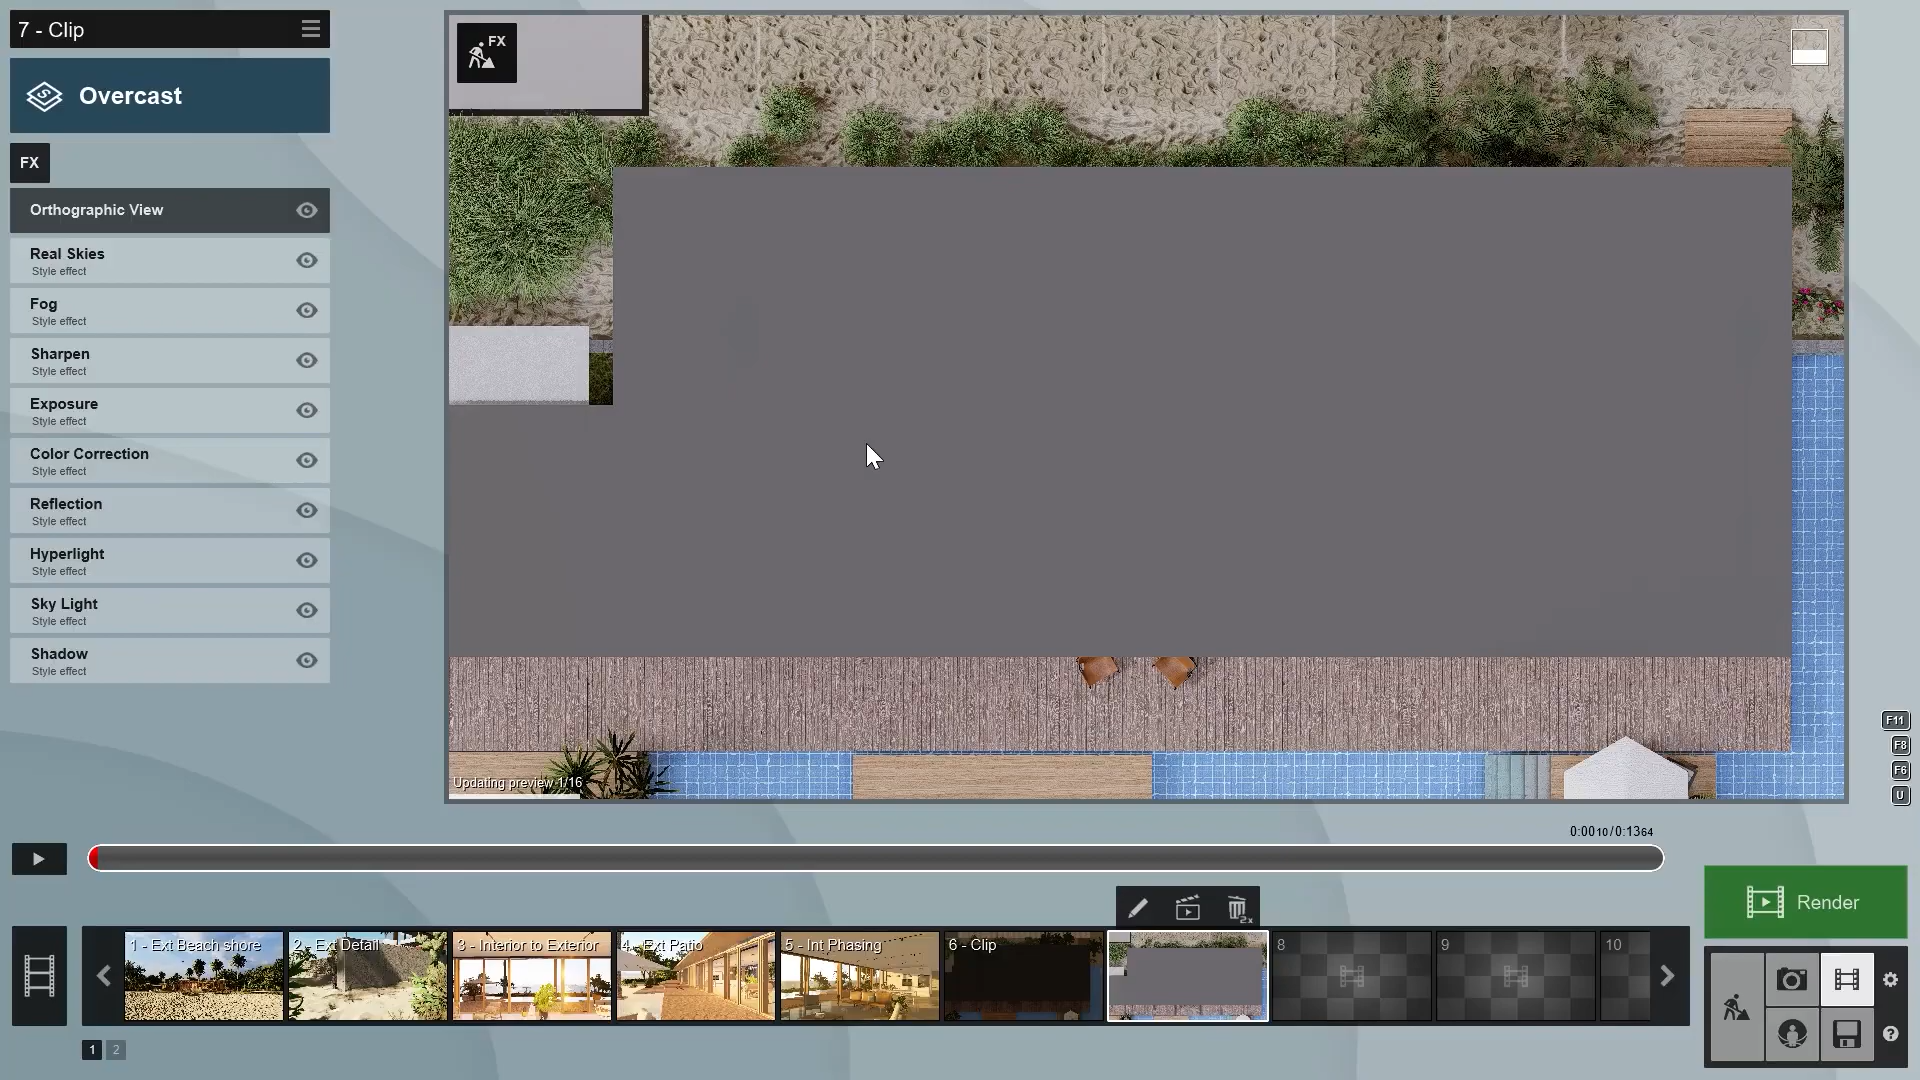 7 - Clip
Overcast
FX
Orthographic View
Real Skies
Style effect
Fog
Style effect
Sharpen
Style effect
Exposure
Style effect
Color Correction
Style effect
Reflection
Style effect
Hyperlight
Style effect
Sky Light
Style effect
Shadow
Style effect
FX
Updating preview 1/16
F11
F8
F6
U
0:0010/0:1364
2x
Render
1 - Ext Beach shore
2 - Ext Detail
3 - Interior to Exterior
4 - Ext Patio
5 - Int Phasing
6 - Clip
8
9
10
1 2
?